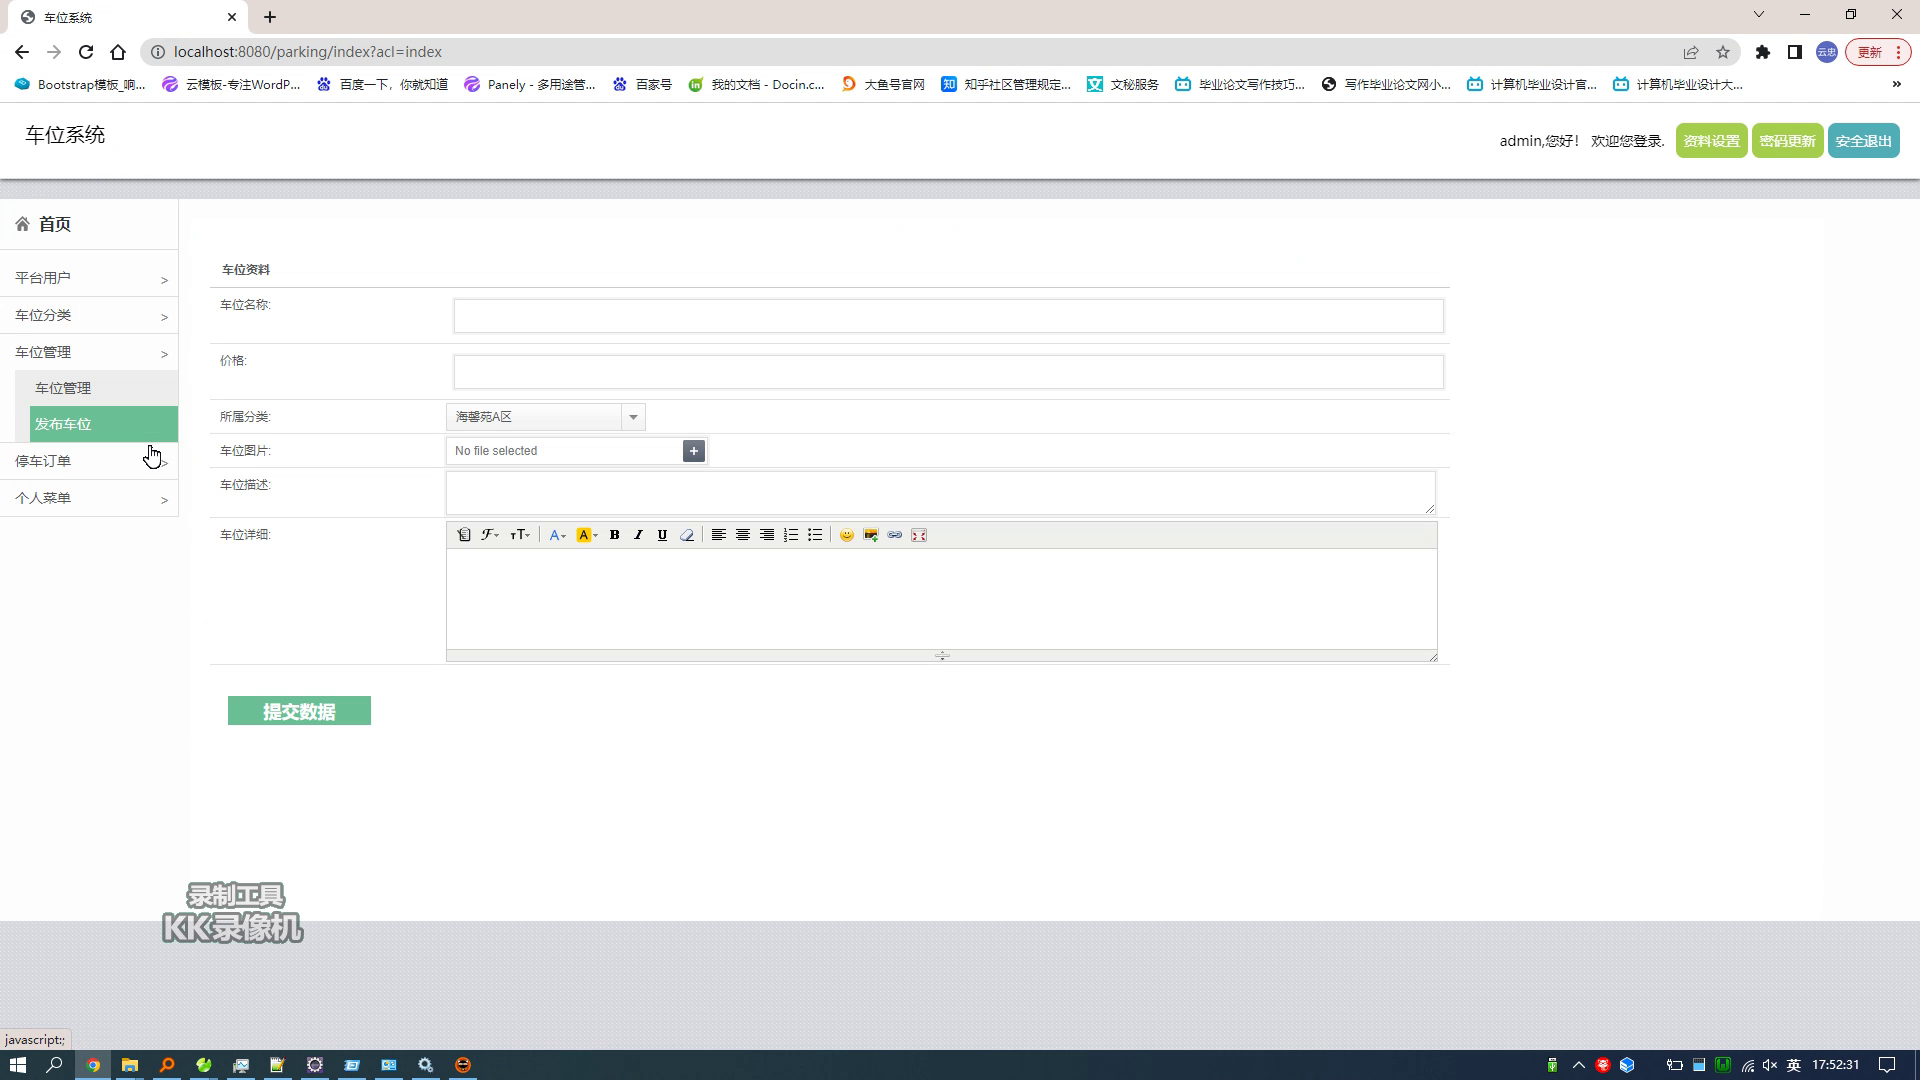 车位系统
localhost:8080/parking/index?acl=index
更新
Bootstrap模板_响...
云模板-专注WordP...
百度一下，你就知道
Panely - 多用途管...
百家号
我的文档 - Docin.c...
大鱼号官网
知乎社区管理规定...
文秘服务
毕业论文写作技巧...
写作毕业论文网小...
计算机毕业设计官...
计算机毕业设计大...
车位系统
admin,您好！ 欢迎您登录.
资料设置
密码更新
安全退出
首页
平台用户
车位分类
车位管理
车位管理
发布车位
停车订单
个人菜单
车位资料
车位名称:
价格:
所属分类:
海馨苑A区
车位图片:
No file selected
车位描述:
车位详细:
提交数据
录制工具
KK录像机
javascript:;
英
17:52:31